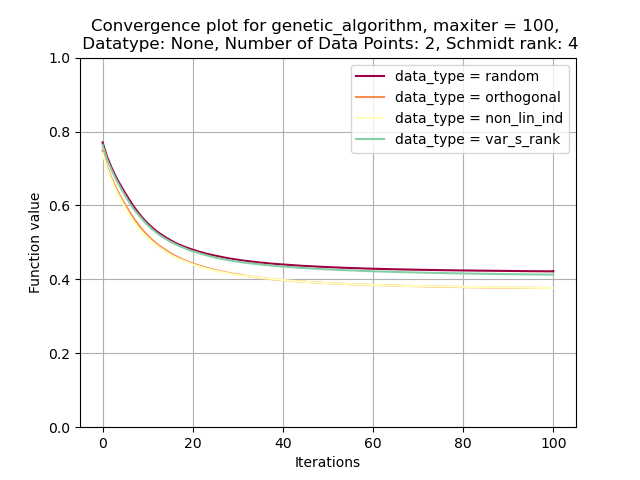 Convergence plot for genetic_algorithm, maxiter = 100,
Datatype: None, Number of Data Points: 2, Schmidt rank: 4
1.0
0.8
0.6
0.4
0.2
0.0
Function value
data_type = random
data_type = orthogonal
data_type = non_lin_ind
data_type = var_s_rank
0 20 40 60 80 100
Iterations